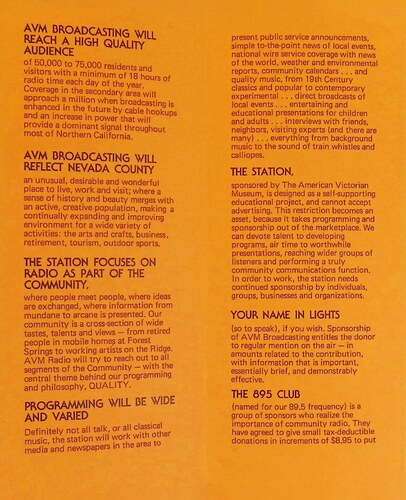 AVM BROADCASTING WILL
REACH A HIGH QUALITY
AUDIENCE
of 50,000 to 75,000 residents and
visitors with a minimum of 18 hours of
radio time each day of the year.
Coverage in the secondary area will
approach a million when broadcasting is
enhanced in the future by cable hookups
and an increase in power that will
provide a dominant signal throughout
most of Northern California.
AVM BROADCASTING WILL
REFLECT NEVADA COUNTY
an unusual, desirable and wonderful
place to live, work and visit; where a
sense of history and beauty merges with
an active, creative population, making a
continually expanding and improving
environment for a wide variety of
activities: the arts and crafts, business,
retirement, tourism, outdoor sports.
THE STATION FOCUSES ON
RADIO AS PART OF THE
COMMUNITY,
where people meet people, where ideas
are exchanged, where information from
mundane to arcane is presented. Our
community is a cross-section of wide
tastes, talents and views — from retired
people in mobile homes at Forest
Springs to working artists on the Ridge.
AVM Radio will try to reach out to all
segments of the Community — with the
central theme behind our programming
and philosophy, QUALITY.
PROGRAMMING WILL BE WIDE
AND VARIED
Definitely not all talk, or all classical
music, the station will work with other
media and newspapers in the area to
present public service announcements,
simple to-the-point news of local events,
national wire service coverage with news
of the world, weather and environmental
reports, community calendars . . . and
quality music, from 19th Century
classics and popular to contemporary
experimental . . . direct broadcasts of
local events . . . entertaining and
educational presentations for children
and adults . . . interviews with friends,
neighbors, visiting experts (and there are
many) . . . everything from background
music to the sound of train whistles and
calliopes.
THE STATION,
sponsored by The American Victorian
Museum, is designed as a self-supporting
educational project, and cannot accept
advertising. This restriction becomes an
asset, because it takes programming and
sponsorship out of the marketplace. We
can devote talent to developing
programs, air time to worthwhile
presentations, reaching wider groups of
listeners and performing a truly
community communications function.
In order to work, the station needs
continued sponsorship by individuals,
groups, businesses and organizations.
YOUR NAME IN LIGHTS
(so to speak), if you wish. Sponsorship
of AVM Broadcasting entitles the donor
to regular mention on the air — in
amounts related to the contribution,
with information that is important,
essentially brief, and demonstrably
effective.
THE 895 CLUB
(named for our 89.5 frequency) is a
group of sponsors who realize the
importance of community radio. They
have agreed to give small tax-deductible
donations in increments of $8.95 to put